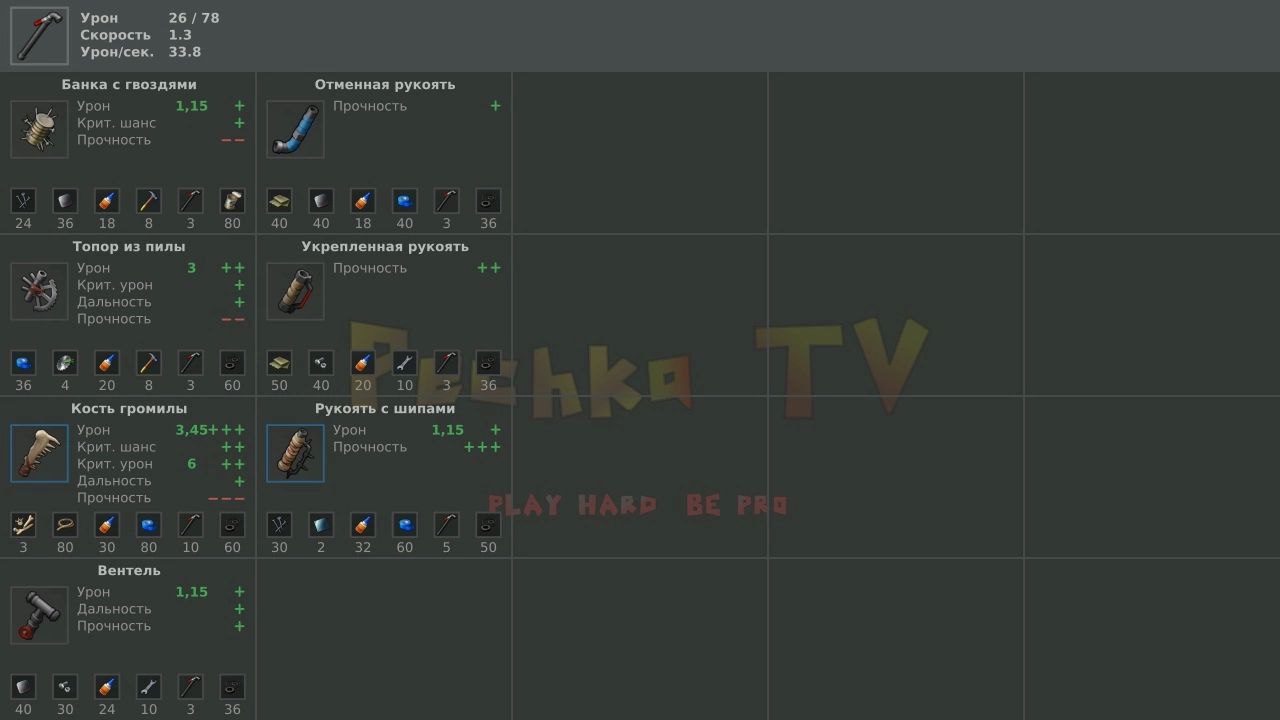 Урон 26 / 78
Скорость 1.3
Урон/сек. 33.8
Банка с гвоздями
Урон 1,15 +
Крит. шанс +
Прочность --
24 36 18 8 3 80
Отменная рукоять
Прочность +
40 40 18 40 3 36
Топор из пилы
Урон 3 ++
Крит. урон +
Дальность +
Прочность --
36 4 20 8 3 60
Укрепленная рукоять
Прочность ++
50 40 20 10 3 36
Кость громилы
Урон 3,45+++
Крит. шанс ++
Крит. урон 6 ++
Дальность +
Прочность ---
3 80 30 80 10 60
Рукоять с шипами
Урон 1,15 +
Прочность +++
30 2 32 60 5 50
Вентель
Урон 1,15 +
Дальность +
Прочность +
40 30 24 10 3 36
Pechka TV
PLAY HARD BE PRO